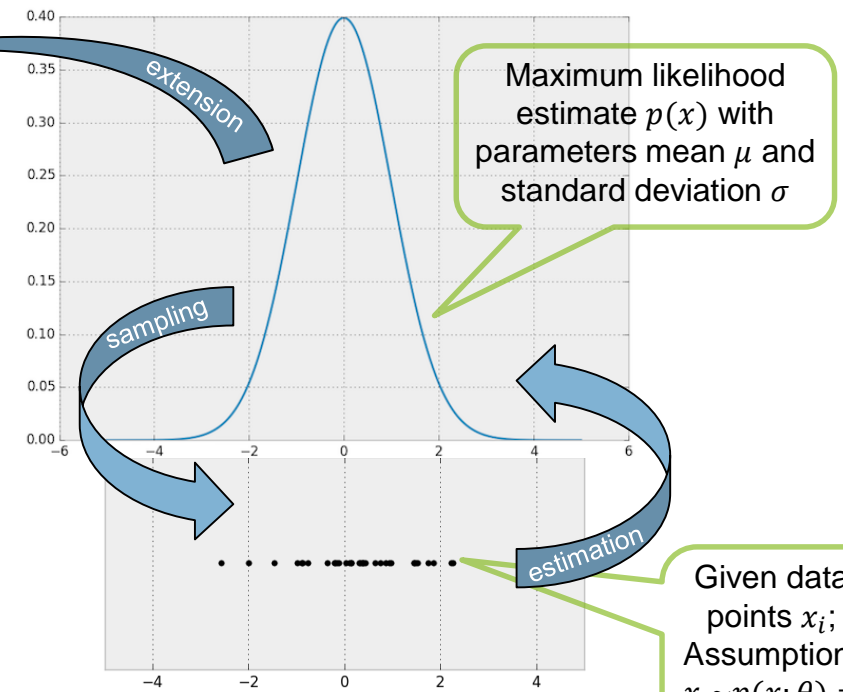 0.40
0.35
0.30
0.25
0.20
0.15
0.10
0.05
0.00
−6
−4
−2
0
2
4
6
extension
Maximum likelihood
estimate p(x) with
parameters mean μ and
standard deviation σ
sampling
estimation
Given data
points xᵢ;
Assumption
−4
−2
0
2
4